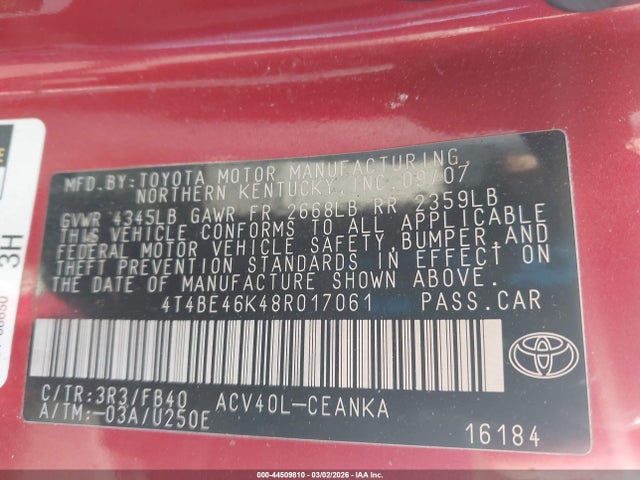 MFD.BY:TOYOTA MOTOR MANUFACTURING,
NORTHERN KENTUCKY,INC.09/07
GVWR 4345LB GAWR FR 2668LB RR 2359LB
THIS VEHICLE CONFORMS TO ALL APPLICABLE
FEDERAL MOTOR VEHICLE SAFETY,BUMPER,AND
THEFT PREVENTION STANDARDS IN EFFECT ON
THE DATE OF MANUFACTURE SHOWN ABOVE.
4T4BE46K48R017061 PASS.CAR
C/TR:3R3/FB40 ACV40L-CEANKA
A/TM:-03A/U250E
16184
3H
000-44509810 | 03/02/2026 | IAA Inc.